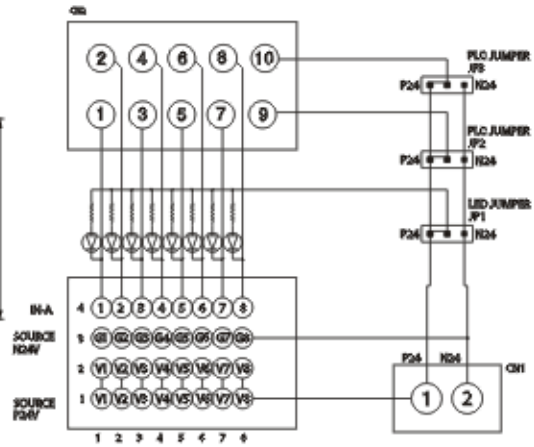 CN2
2 4 6 8 10
PLC JUMPER
JP3
P24 N24
1 3 5 7 9
PLC JUMPER
JP2
P24 N24
LED JUMPER
JP1
P24 N24
V V V V V V V V
IN-A 4 1 2 3 4 5 6 7 8
SOURCE
N24V
3 G1 G2 G3 G4 G5 G6 G7 G8
2 V1 V2 V3 V4 V5 V6 V7 V8
P24 N24
CN1
SOURCE
P24V
1 V1 V2 V3 V4 V5 V6 V7 V8
1 2
1 2 3 4 5 6 7 8